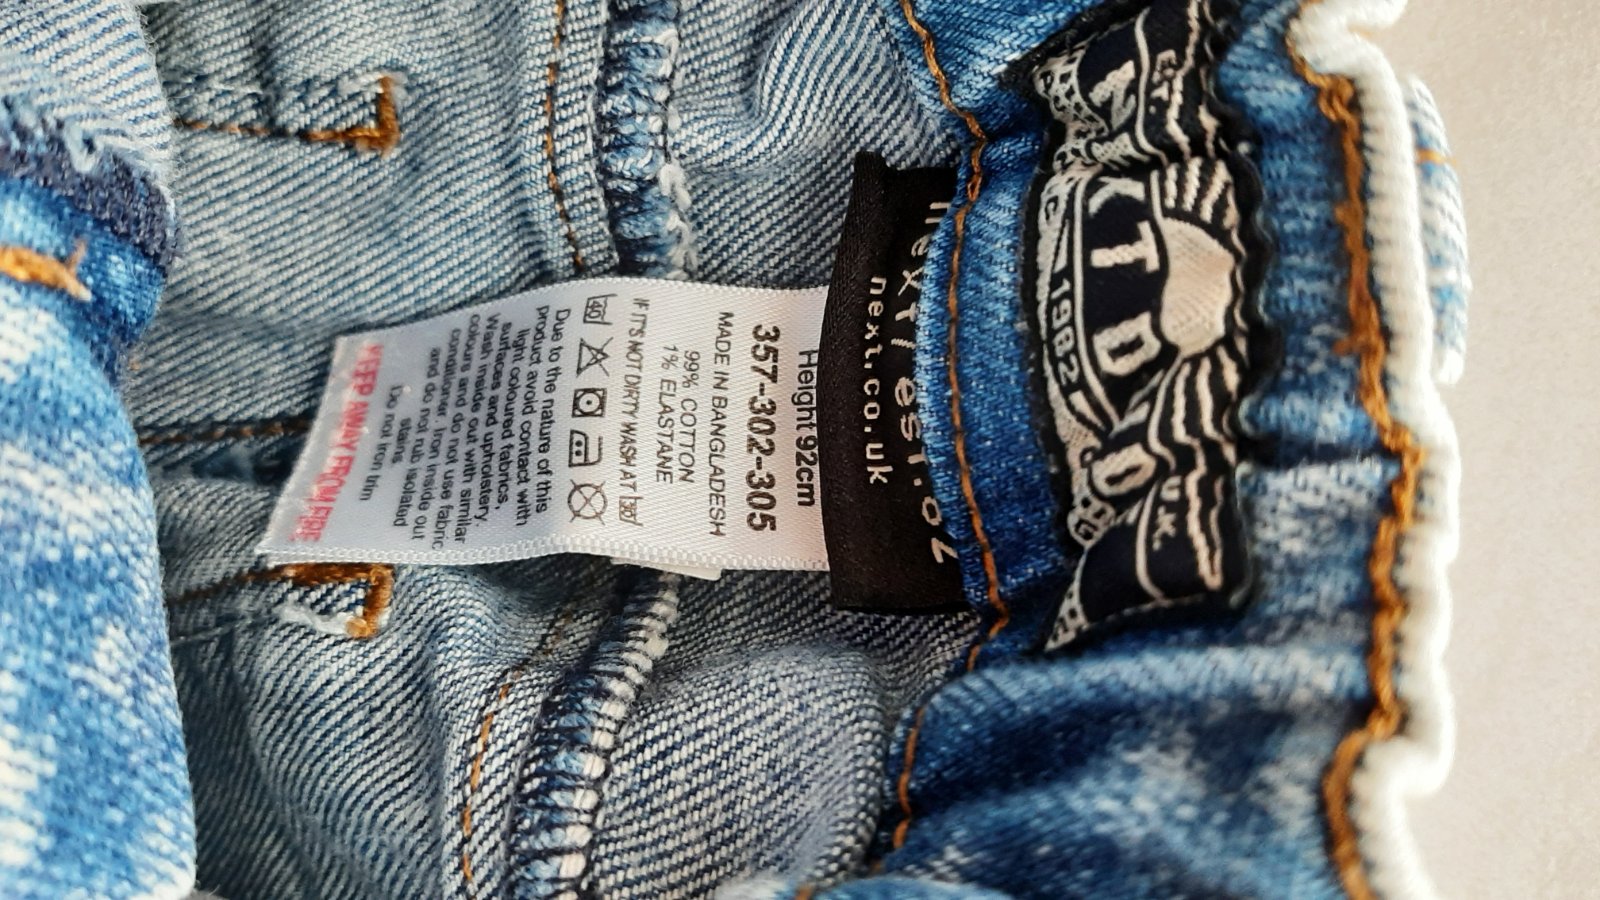 EST.
1982
U.K.
next.co.uk
Height 92cm
357-302-305
MADE IN BANGLADESH
99% COTTON
1% ELASTANE
IF IT'S NOT DIRTY WASH AT 30
40
Due to the nature of this
product avoid contact with
light coloured fabrics,
surfaces and upholstery.
Wash inside out with similar
colours and do not use fabric
conditioner. Iron inside out
and do not rub isolated
stains.
Do not iron trim
KEEP AWAY FROM FIRE